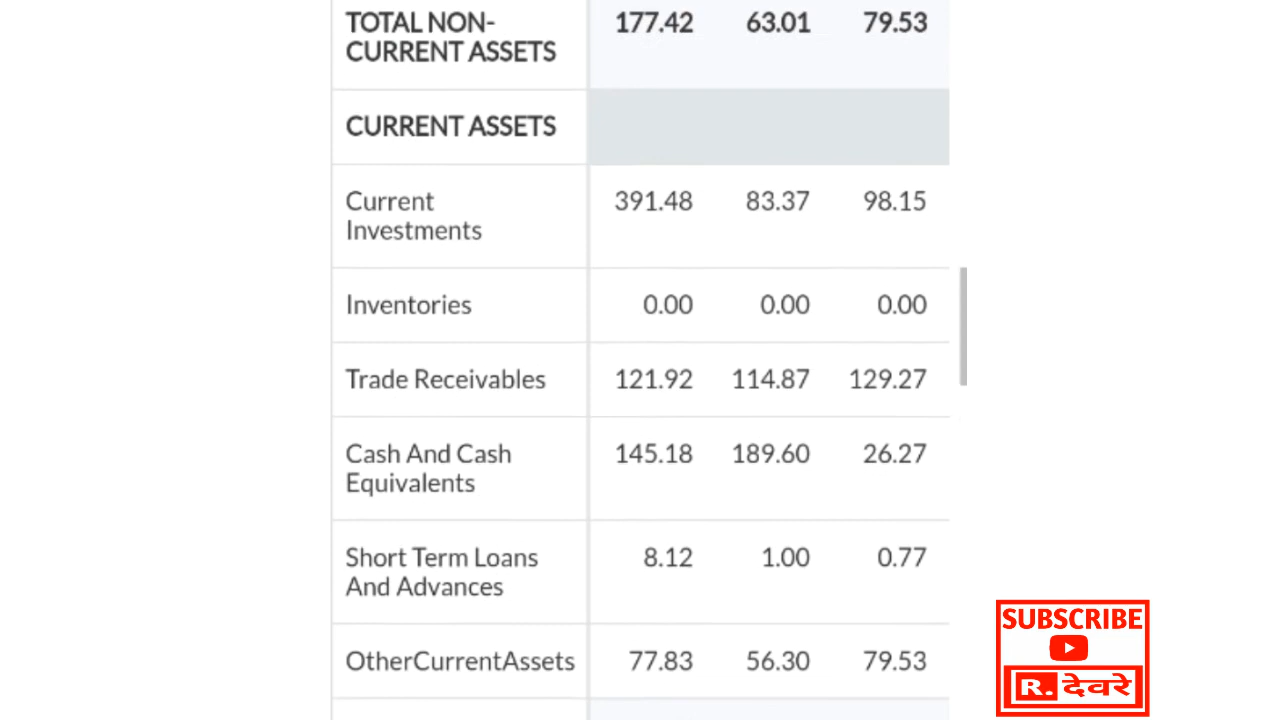 TOTAL NON- 177.42 63.01 79.53
CURRENT ASSETS
CURRENT ASSETS
Current 391.48 83.37 98.15
Investments
Inventories 0.00 0.00 0.00
Trade Receivables 121.92 114.87 129.27
Cash And Cash 145.18 189.60 26.27
Equivalents
Short Term Loans 8.12 1.00 0.77
And Advances
OtherCurrentAssets 77.83 56.30 79.53
SUBSCRIBE
R. देवरे